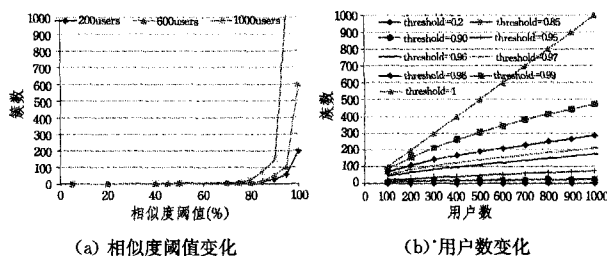 200users 600users 1000users
1000
900
800
700
600
500
400
300
200
100
0
0 20 40 60 80 100
簇数
相似度阈值(%)
(a) 相似度阈值变化
1000
900
800
700
600
500
400
300
200
100
0
threshold=0.2 threshold=0.85
threshold=0.90 threshold=0.95
threshold=0.96 threshold=0.97
threshold=0.98 threshold=0.99
threshold=1
0 100 200 300 400 500 600 700 800 900 1000
簇数
用户数
(b) 用户数变化